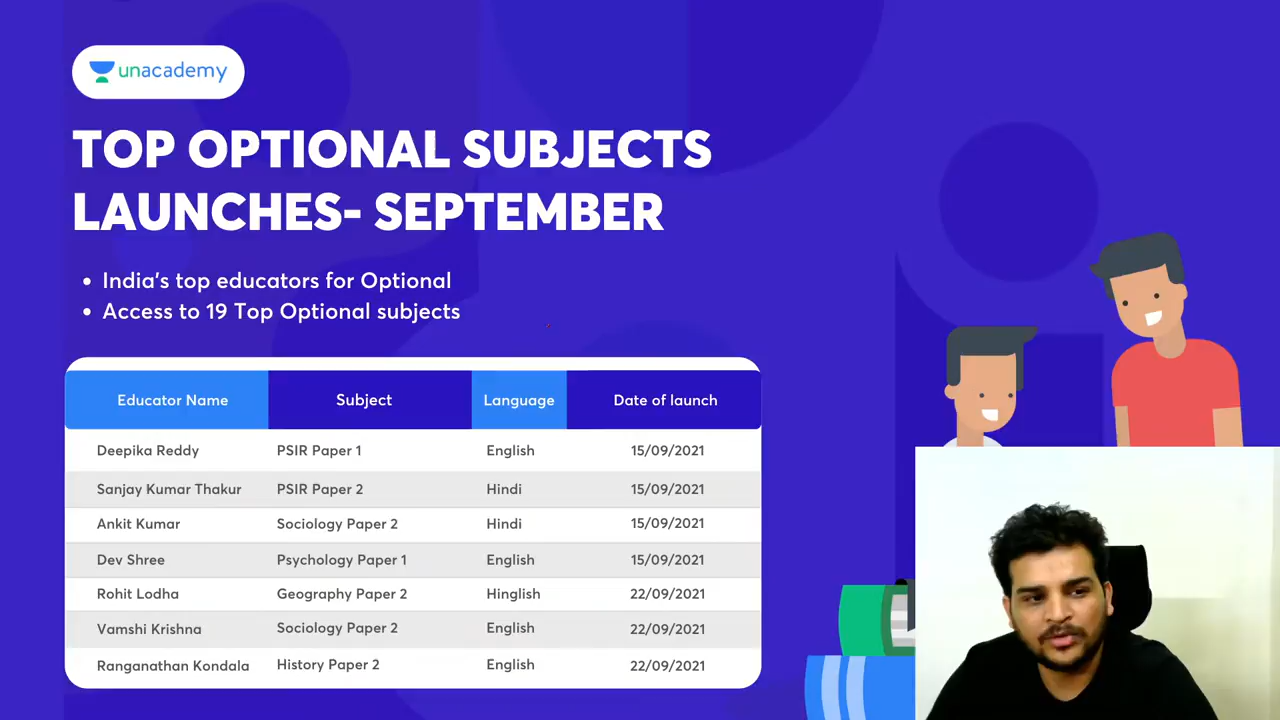 unacademy
TOP OPTIONAL SUBJECTS
LAUNCHES- SEPTEMBER
• India's top educators for Optional
• Access to 19 Top Optional subjects
Educator Name Subject Language Date of launch
Deepika Reddy PSIR Paper 1 English 15/09/2021
Sanjay Kumar Thakur PSIR Paper 2 Hindi 15/09/2021
Ankit Kumar Sociology Paper 2 Hindi 15/09/2021
Dev Shree Psychology Paper 1 English 15/09/2021
Rohit Lodha Geography Paper 2 Hinglish 22/09/2021
Vamshi Krishna Sociology Paper 2 English 22/09/2021
Ranganathan Kondala History Paper 2 English 22/09/2021